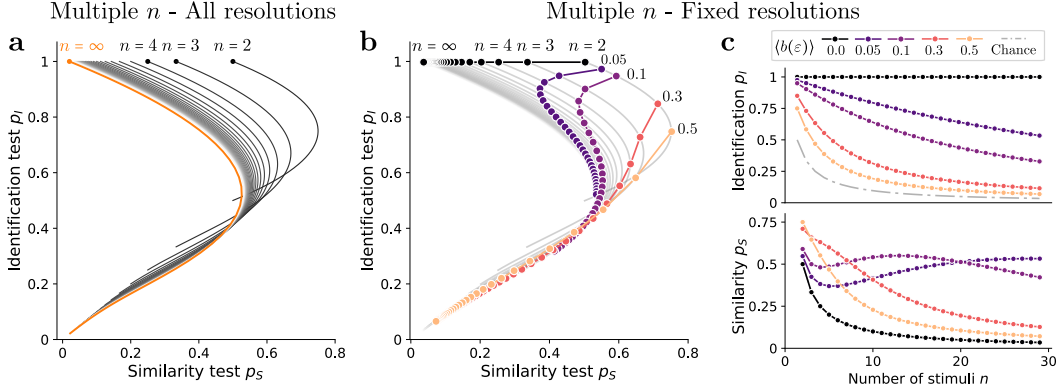 Multiple n - All resolutions
Multiple n - Fixed resolutions
a
n = ∞ n = 4 n = 3 n = 2
Identification test p_I
1
0.8
0.6
0.4
0.2
0
0 0.2 0.4 0.6 0.8
Similarity test p_S
b
n = ∞ n = 4 n = 3 n = 2
0.05
0.1
0.3
0.5
Identification test p_I
1
0.8
0.6
0.4
0.2
0
0 0.2 0.4 0.6 0.8
Similarity test p_S
c
⟨b(ε)⟩
0.0 0.05 0.1 0.3 0.5 Chance
Identification p_I
1
0.75
0.5
0.25
0
Similarity p_S
0.75
0.5
0.25
0
0 10 20 30
Number of stimuli n